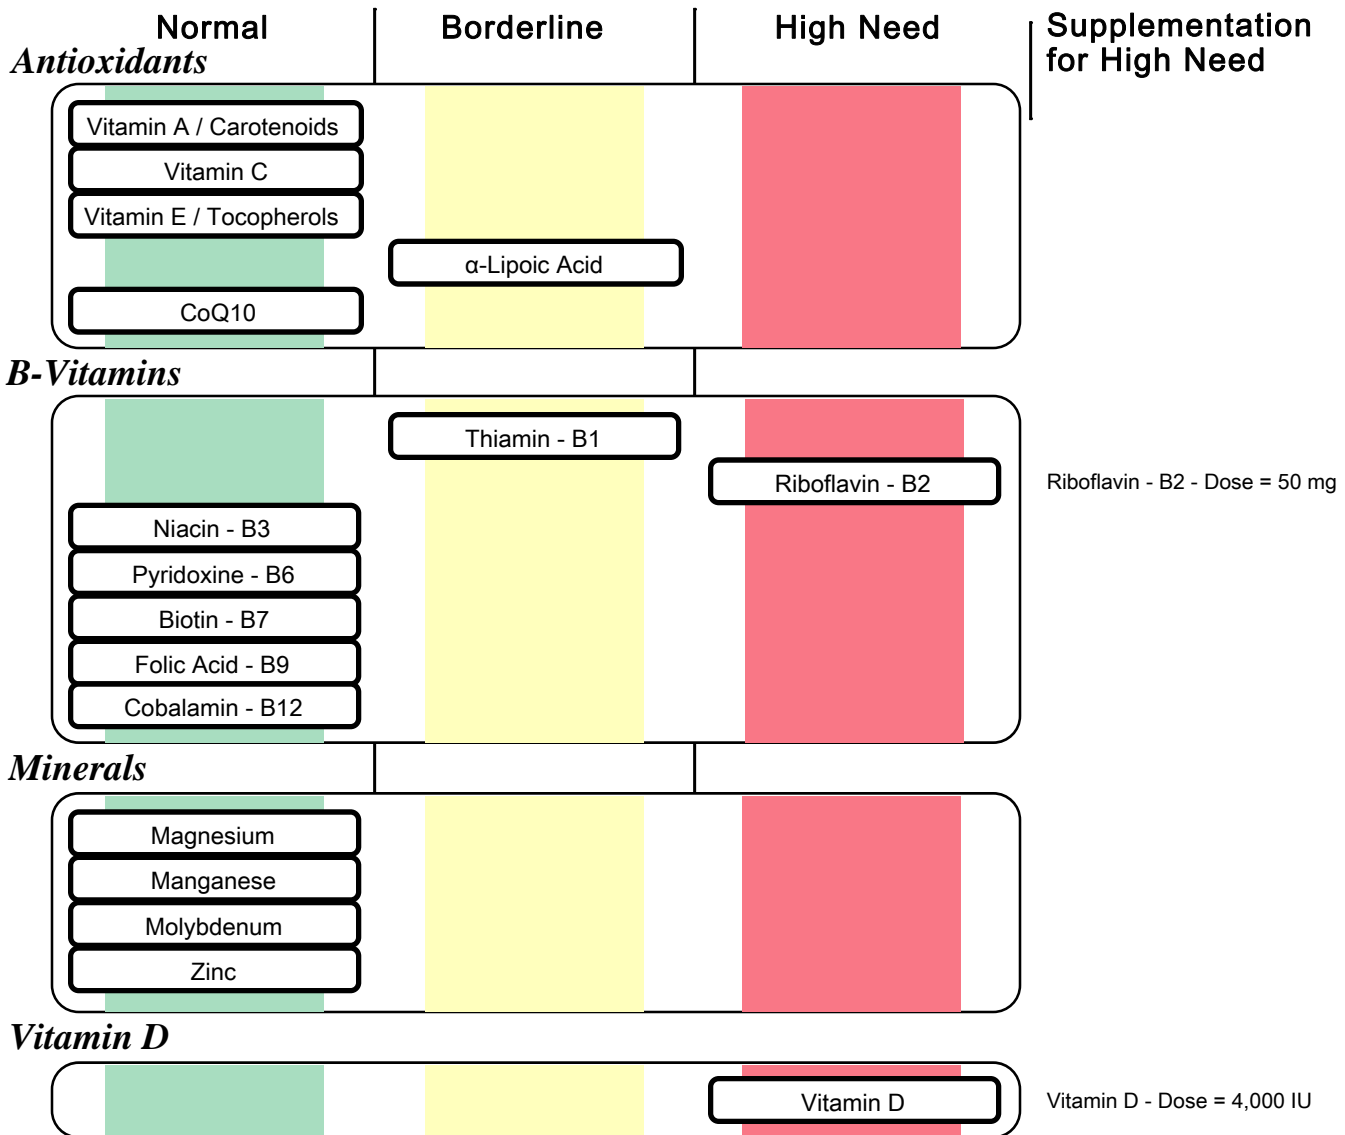 Normal
Borderline
High Need
Supplementation
for High Need
Antioxidants
Vitamin A / Carotenoids
Vitamin C
Vitamin E / Tocopherols
α-Lipoic Acid
CoQ10
B-Vitamins
Thiamin - B1
Riboflavin - B2
Riboflavin - B2 - Dose = 50 mg
Niacin - B3
Pyridoxine - B6
Biotin - B7
Folic Acid - B9
Cobalamin - B12
Minerals
Magnesium
Manganese
Molybdenum
Zinc
Vitamin D
Vitamin D
Vitamin D - Dose = 4,000 IU